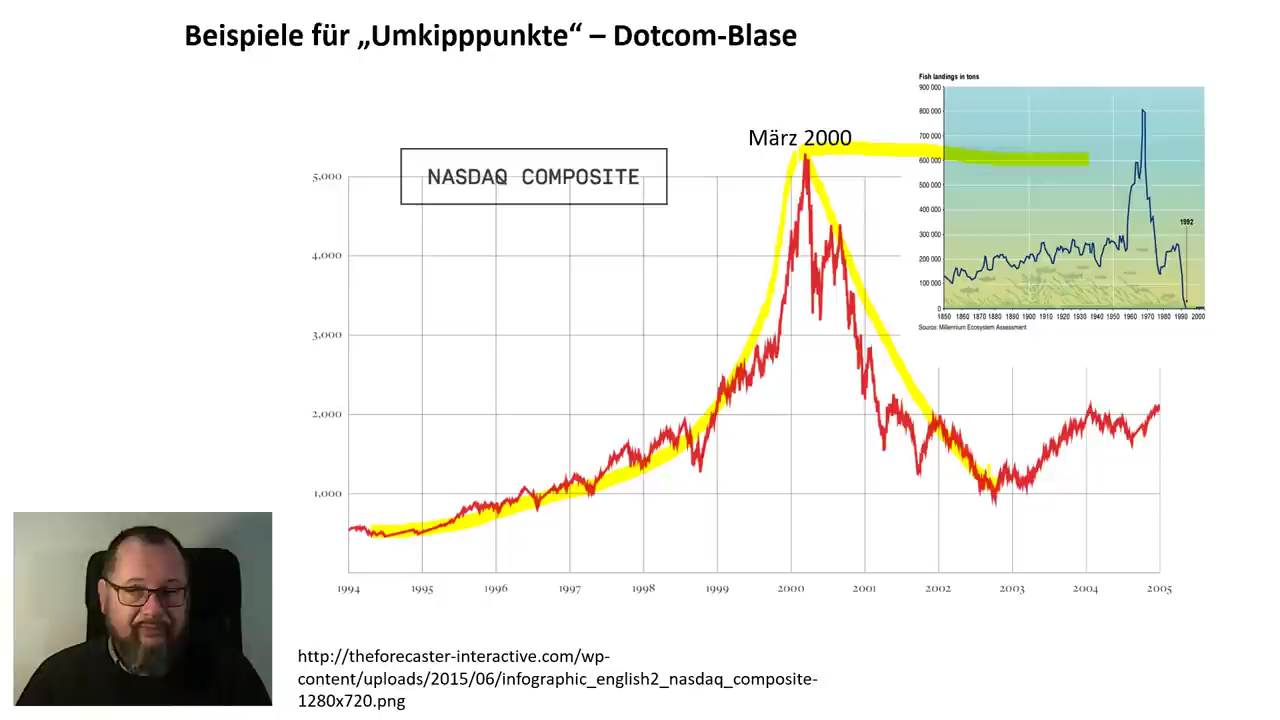 Beispiele für „Umkipppunkte“ – Dotcom-Blase
März 2000
NASDAQ COMPOSITE
5,000
4,000
3,000
2,000
1,000
1994 1995 1996 1997 1998 1999 2000 2001 2002 2003 2004 2005
Fish landings in tons
900 000
800 000
700 000
600 000
500 000
400 000
300 000
200 000
100 000
0
1992
1850 1860 1870 1880 1890 1900 1910 1920 1930 1940 1950 1960 1970 1980 1990 2000
Source: Millennium Ecosystem Assessment
http://theforecaster-interactive.com/wp-
content/uploads/2015/06/infographic_english2_nasdaq_composite-
1280x720.png